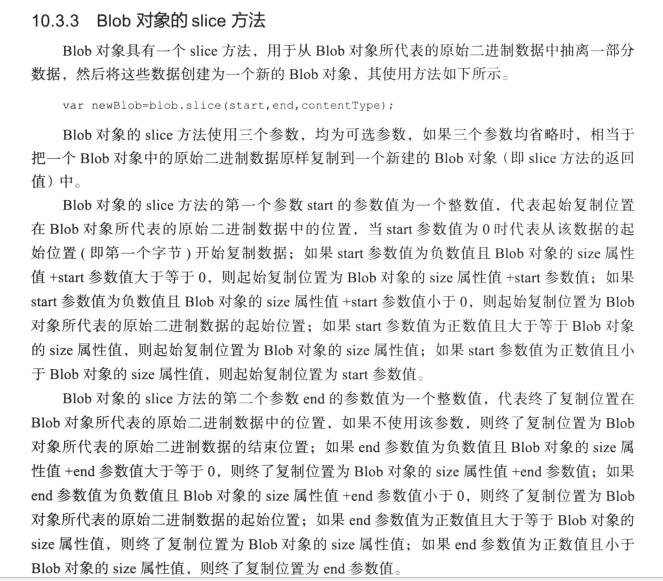 10.3.3 Blob 对象的 slice 方法
Blob 对象具有一个 slice 方法，用于从 Blob 对象所代表的原始二进制数据中抽离一部分
数据，然后将这些数据创建为一个新的 Blob 对象，其使用方法如下所示。
var newBlob=blob.slice(start,end,contentType);
Blob 对象的 slice 方法使用三个参数，均为可选参数，如果三个参数均省略时，相当于
把一个 Blob 对象中的原始二进制数据原样复制到一个新建的 Blob 对象（即 slice 方法的返回
值）中。
Blob 对象的 slice 方法的第一个参数 start 的参数值为一个整数值，代表起始复制位置
在 Blob 对象所代表的原始二进制数据中的位置，当 start 参数值为 0 时代表从该数据的起
始位置 ( 即第一个字节 ) 开始复制数据；如果 start 参数值为负数值且 Blob 对象的 size 属性
值 +start 参数值大于等于 0，则起始复制位置为 Blob 对象的 size 属性值 +start 参数值；如果
start 参数值为负数值且 Blob 对象的 size 属性值 +start 参数值小于 0，则起始复制位置为 Blob
对象所代表的原始二进制数据的起始位置；如果 start 参数值为正数值且大于等于 Blob 对象
的 size 属性值，则起始复制位置为 Blob 对象的 size 属性值；如果 start 参数值为正数值且小
于 Blob 对象的 size 属性值，则起始复制位置为 start 参数值。
Blob 对象的 slice 方法的第二个参数 end 的参数值为一个整数值，代表终了复制位置在
Blob 对象所代表的原始二进制数据中的位置，如果不使用该参数，则终了复制位置为 Blob
对象所代表的原始二进制数据的结束位置；如果 end 参数值为负数值且 Blob 对象的 size 属
性值 +end 参数值大于等于 0，则终了复制位置为 Blob 对象的 size 属性值 +end 参数值；如果
end 参数值为负数值且 Blob 对象的 size 属性值 +end 参数值小于 0，则终了复制位置为 Blob
对象所代表的原始二进制数据的起始位置；如果 end 参数值为正数值且大于等于 Blob 对象的
size 属性值，则终了复制位置为 Blob 对象的 size 属性值；如果 end 参数值为正数值且小于
Blob 对象的 size 属性值，则终了复制位置为 end 参数值。